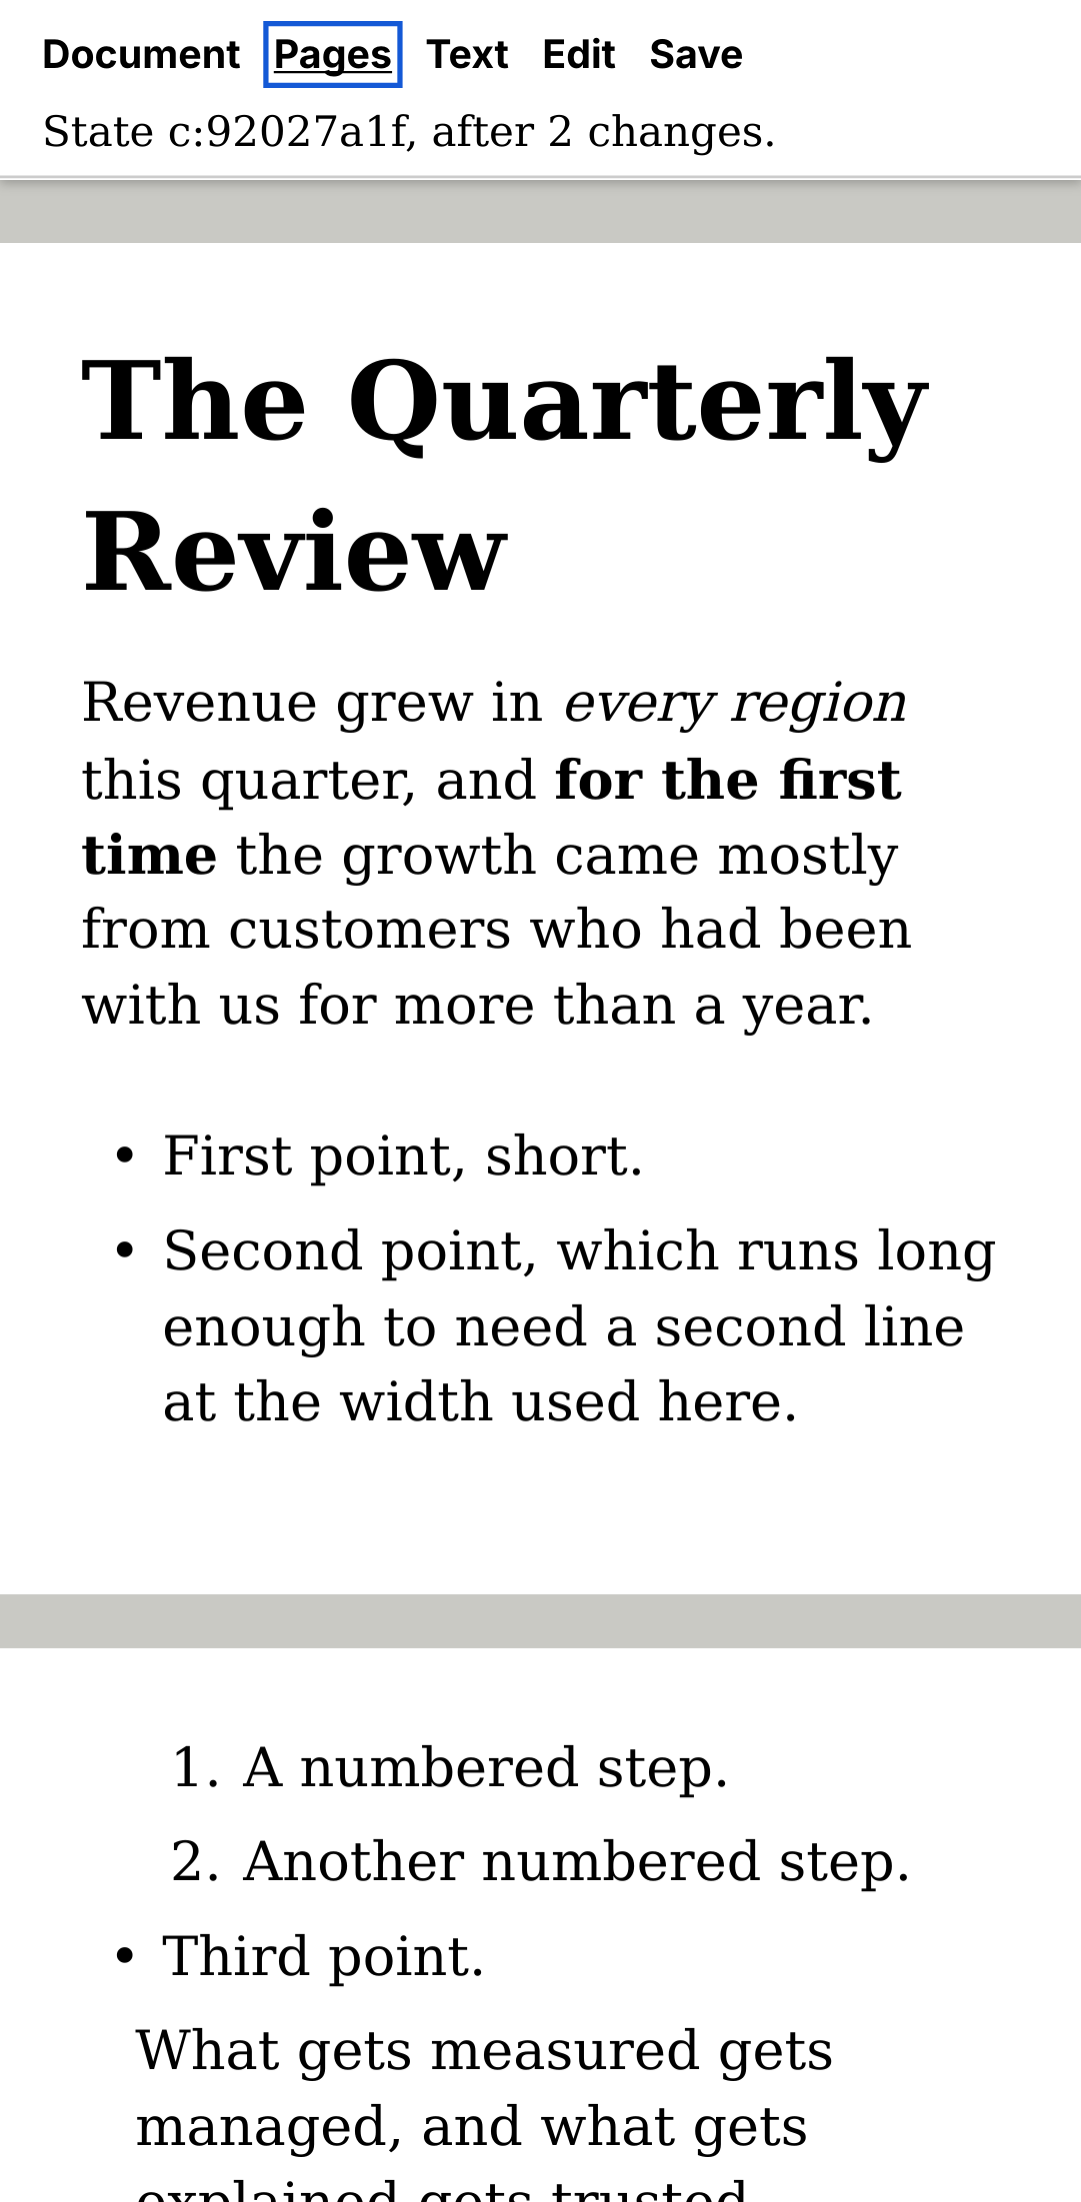 Document Pages Text Edit Save
State c:92027a1f, after 2 changes.
The Quarterly
Review
Revenue grew in every region
this quarter, and for the first
time the growth came mostly
from customers who had been
with us for more than a year.
• First point, short.
• Second point, which runs long
enough to need a second line
at the width used here.
1. A numbered step.
2. Another numbered step.
• Third point.
What gets measured gets
managed, and what gets
explained gets trusted